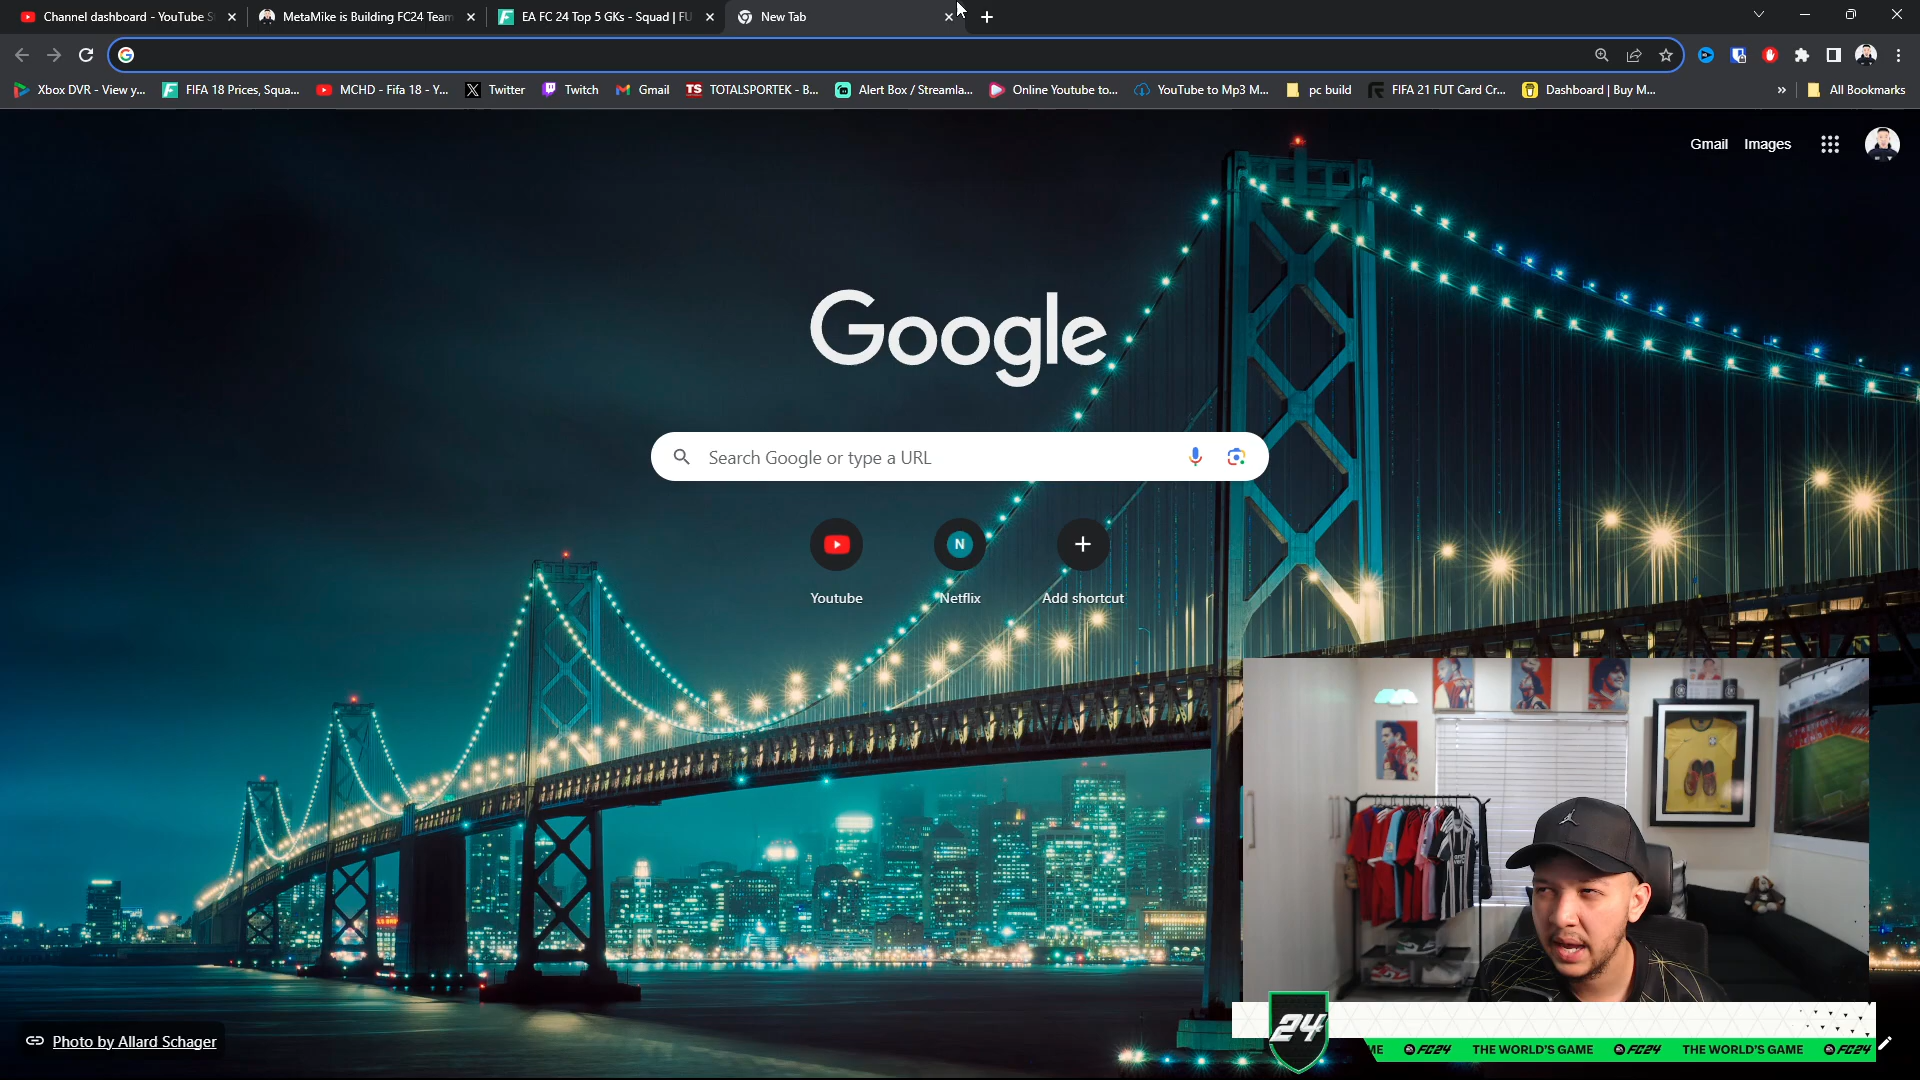 Channel dashboard - YouTube S
MetaMike is Building FC24 Team
EA FC 24 Top 5 GKs - Squad | FU
New Tab
Xbox DVR - View y...
FIFA 18 Prices, Squa...
MCHD - Fifa 18 - Y...
Twitter
Twitch
Gmail
TS TOTALSPORTEK - B...
Alert Box / Streamla...
Online Youtube to...
YouTube to Mp3 M...
pc build
FIFA 21 FUT Card Cr...
Dashboard | Buy M...
»
All Bookmarks
Gmail Images
Google
Search Google or type a URL
N
Youtube
Netflix
Add shortcut
Photo by Allard Schager
24
ME FC24 THE WORLD'S GAME FC24 THE WORLD'S GAME FC24